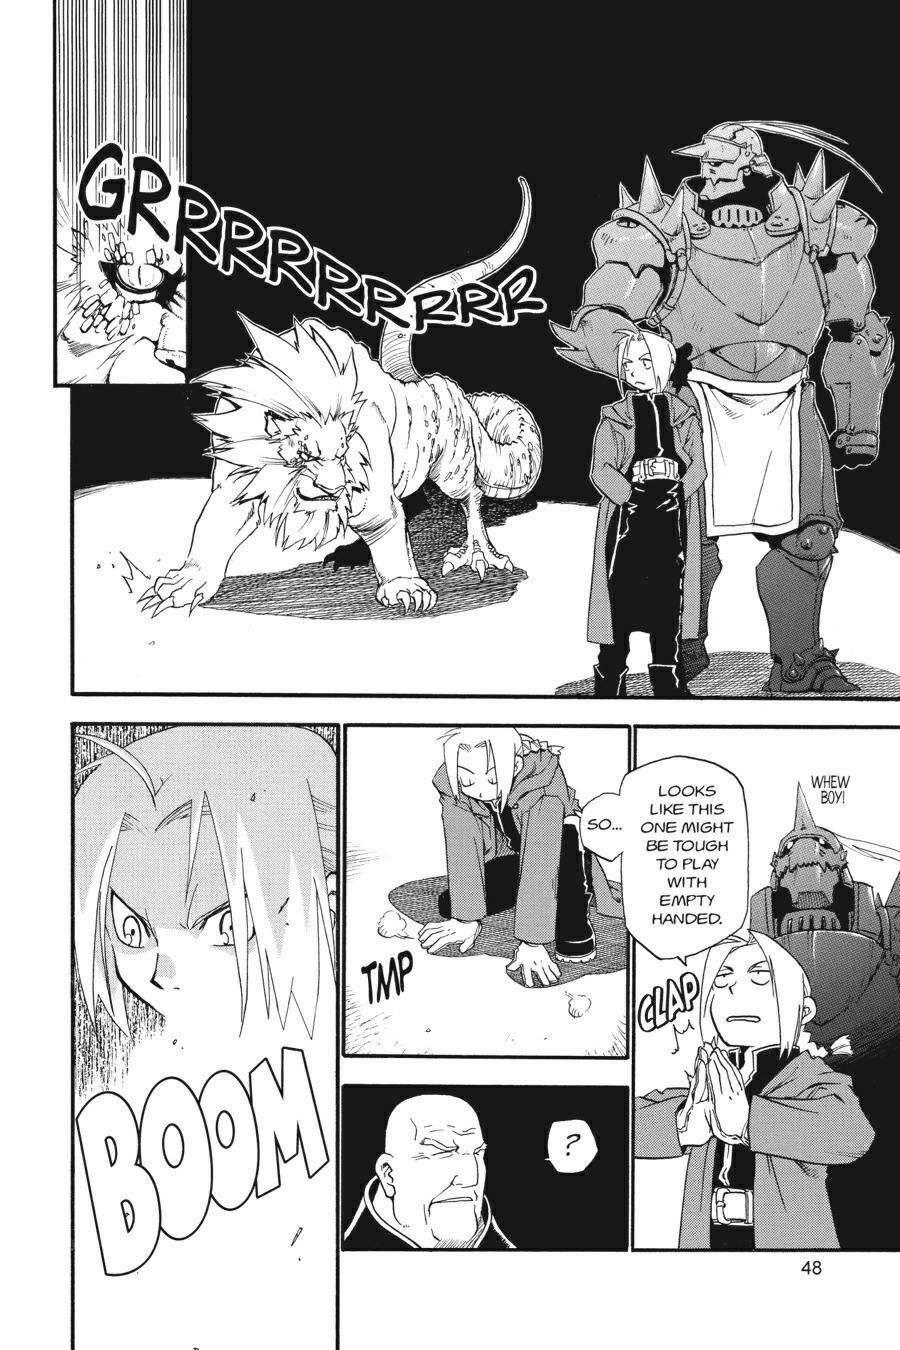 GRRRRRRRRRR
WHEW
BOY!
LOOKS
LIKE THIS
ONE MIGHT
BE TOUGH
TO PLAY
WITH
EMPTY
HANDED.
CLAP
SO...
TMP
?
BOOM
48